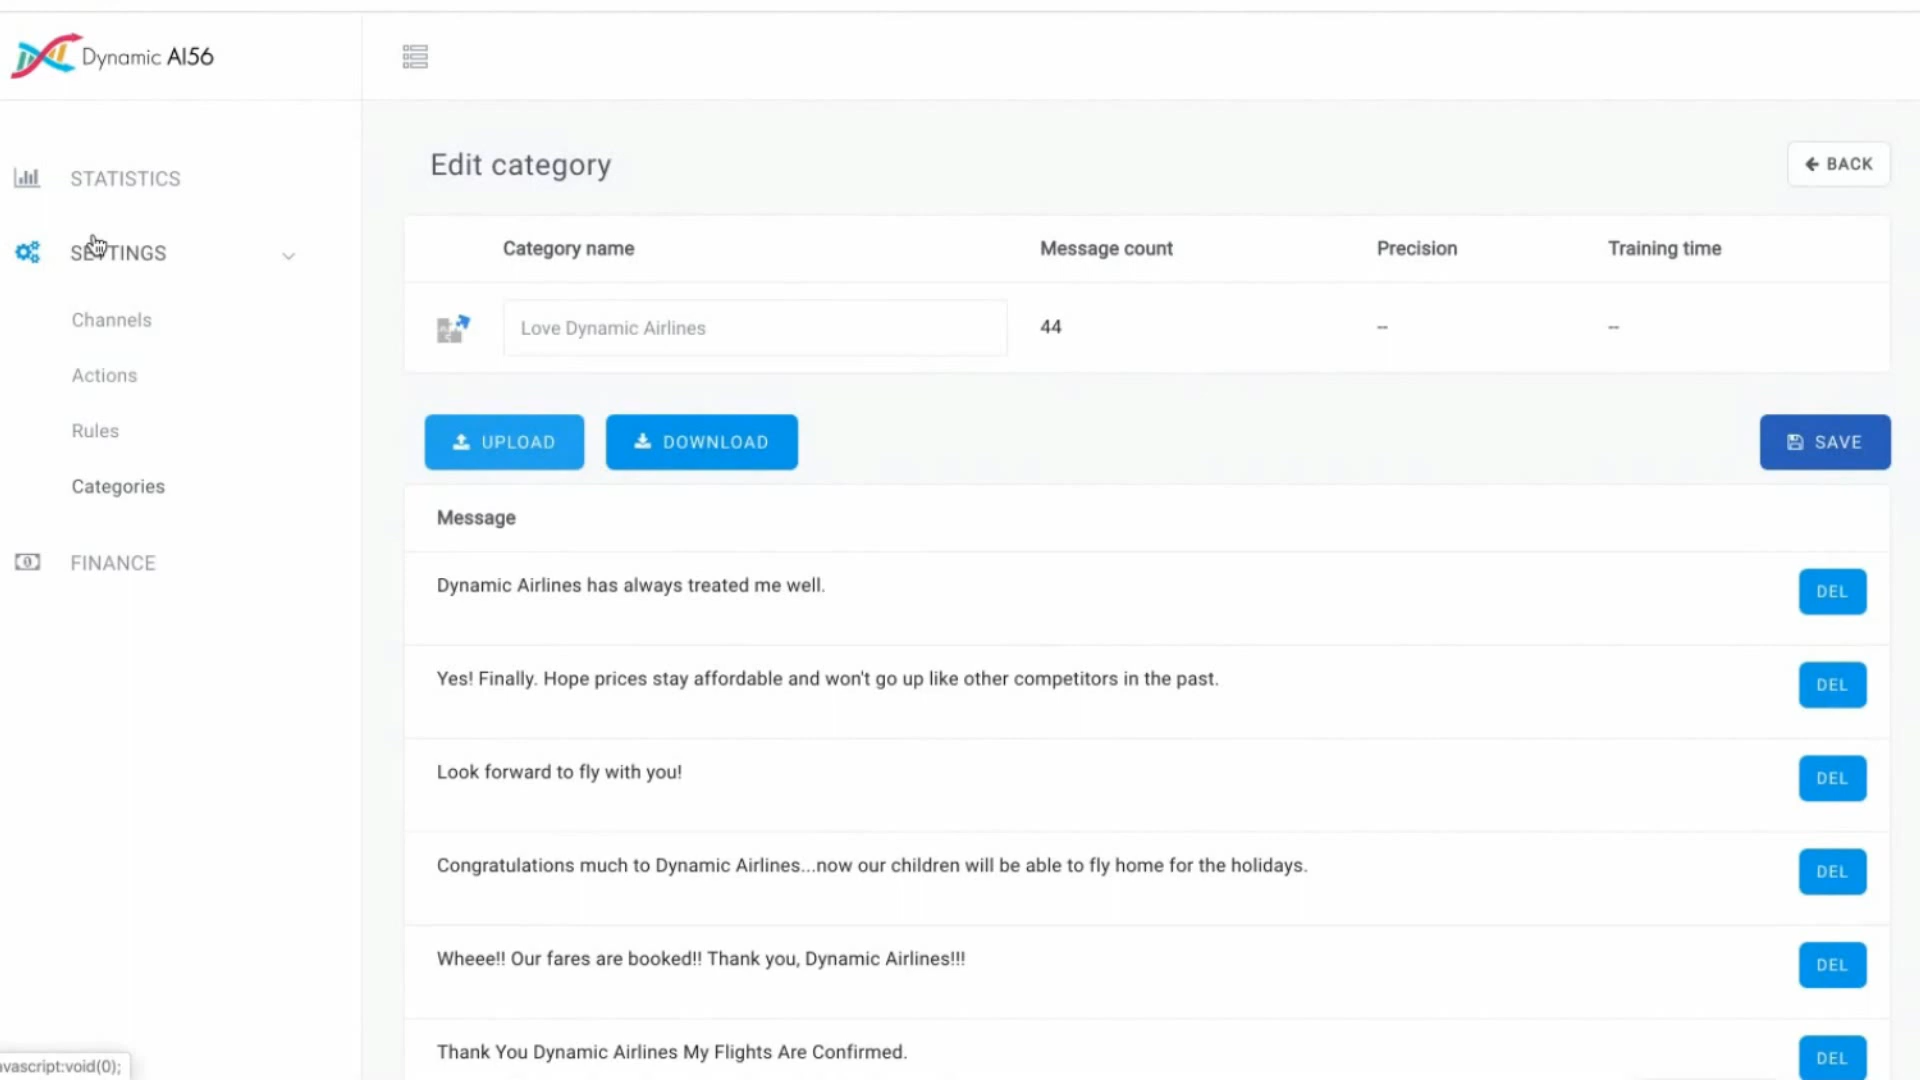 Dynamic AI56
STATISTICS
SETTINGS
Channels
Actions
Rules
Categories
FINANCE
Edit category
BACK
Category name Message count Precision Training time
Love Dynamic Airlines 44 -- --
UPLOAD DOWNLOAD SAVE
Message
Dynamic Airlines has always treated me well. DEL
Yes! Finally. Hope prices stay affordable and won't go up like other competitors in the past. DEL
Look forward to fly with you! DEL
Congratulations much to Dynamic Airlines...now our children will be able to fly home for the holidays. DEL
Wheee!! Our fares are booked!! Thank you, Dynamic Airlines!!! DEL
Thank You Dynamic Airlines My Flights Are Confirmed. DEL
avascript:void(0);